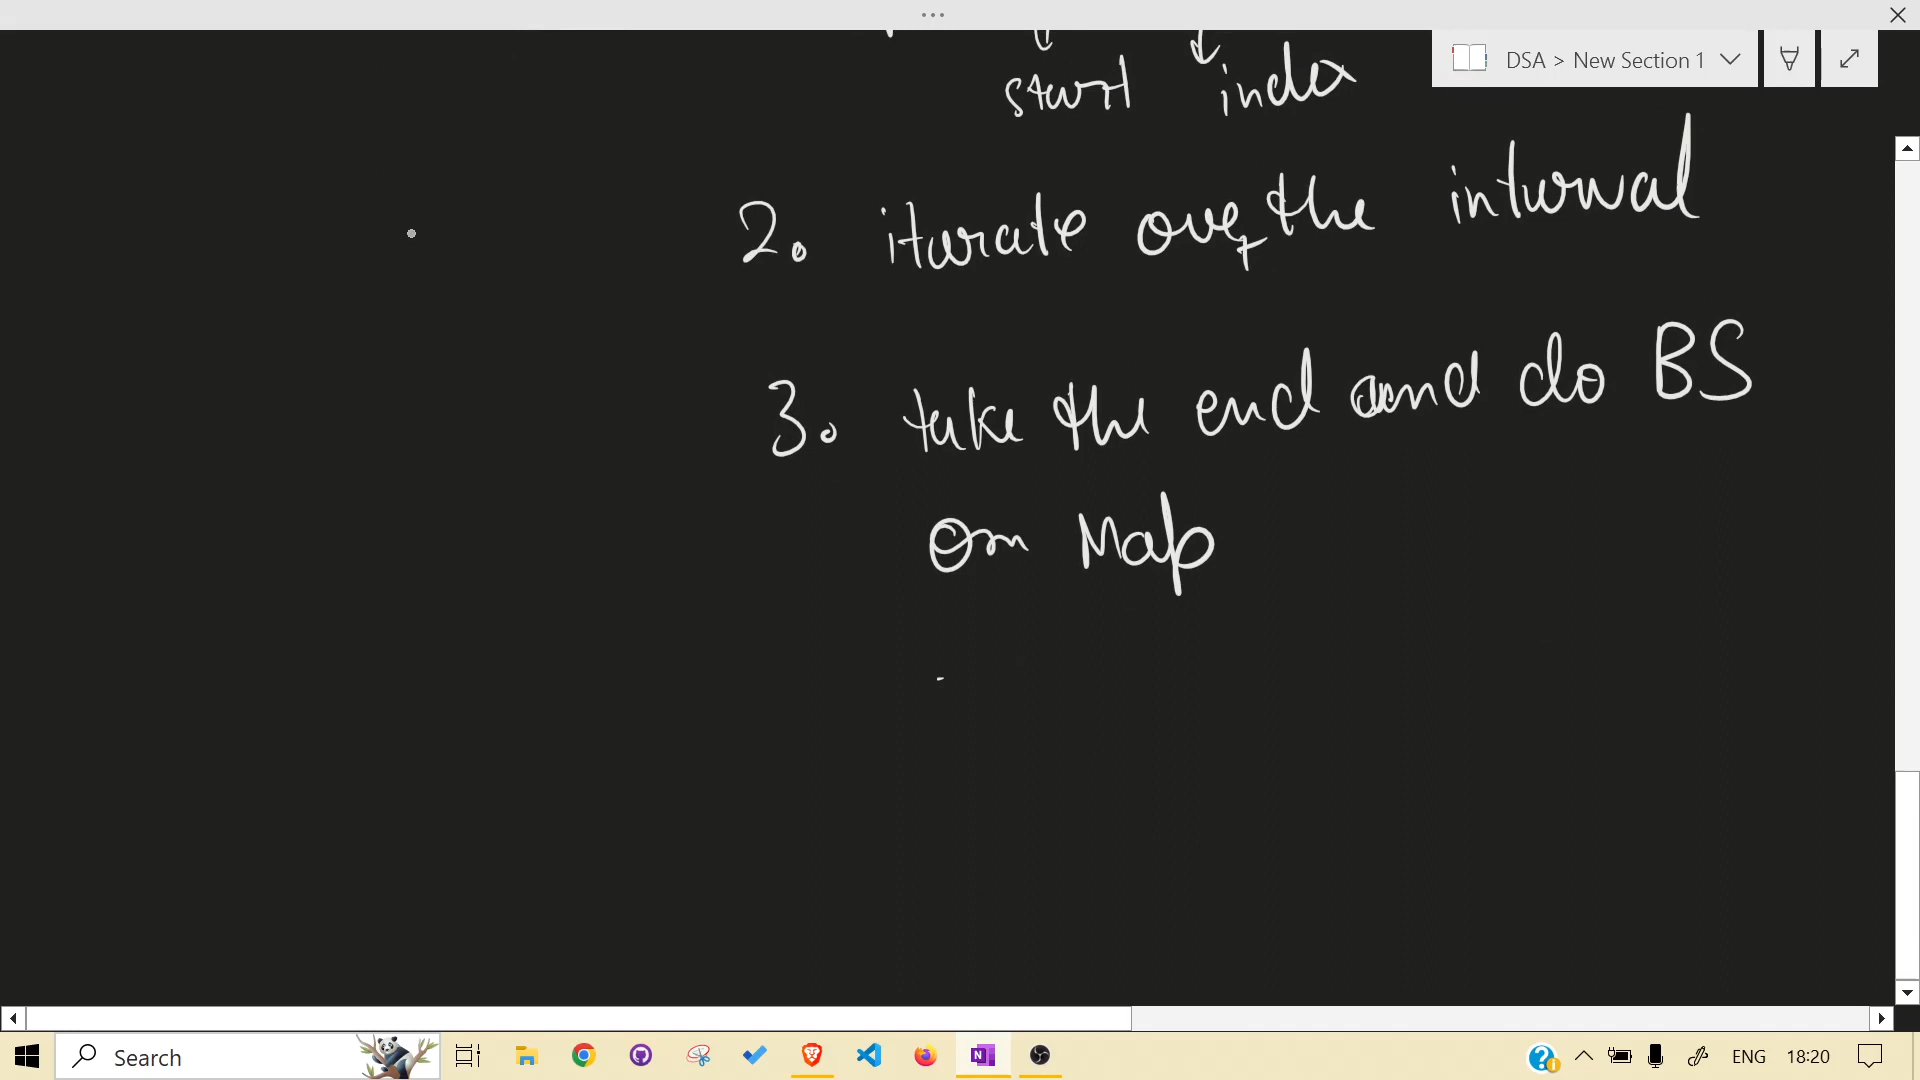 DSA > New Section 1
start index
2. iterate over the interval
3. take the end and do BS
on Map
Search
ENG 18:20